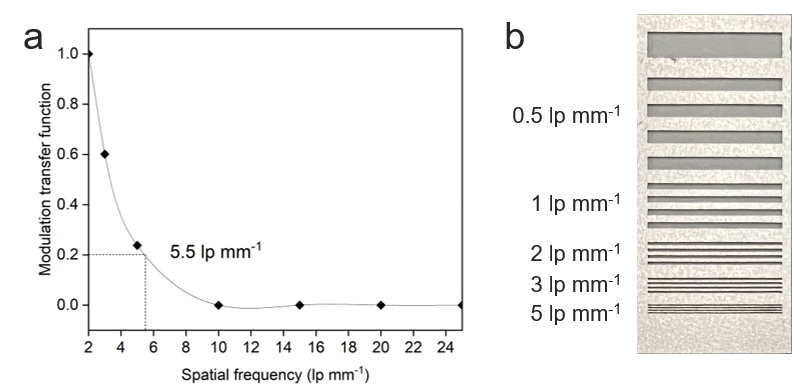 a
1.0
0.8
0.6
0.4
0.2
0.0
Modulation transfer function
5.5 lp mm⁻¹
2 4 6 8 10 12 14 16 18 20 22 24
Spatial frequency (lp mm⁻¹)
b
0.5 lp mm⁻¹
1 lp mm⁻¹
2 lp mm⁻¹
3 lp mm⁻¹
5 lp mm⁻¹